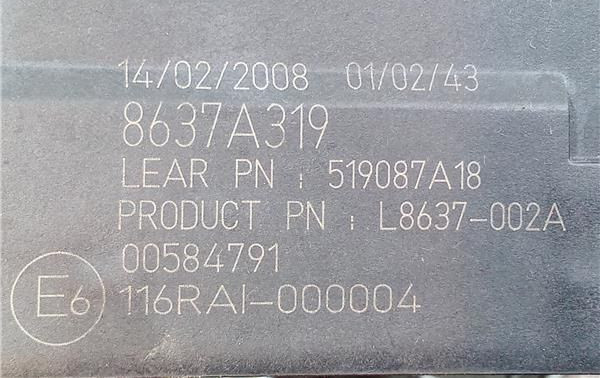 14/02/2008 01/02/43
8637A319
LEAR PN : 519087A18
PRODUCT PN : L8637-002A
00584791
E6 116RAI-000004